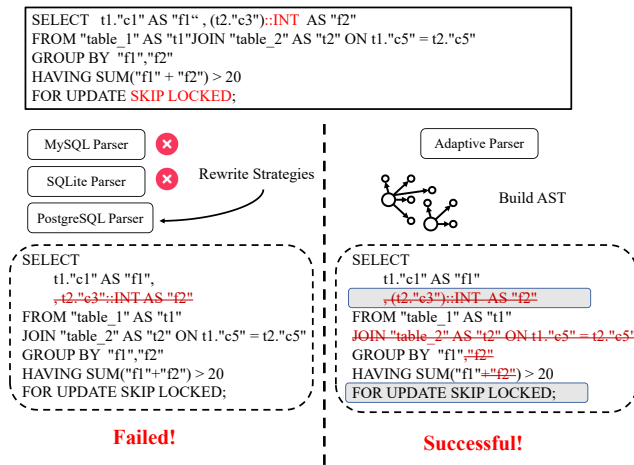 SELECT t1."c1" AS "f1“ , (t2."c3")::INT AS "f2"
FROM "table_1" AS "t1"JOIN "table_2" AS "t2" ON t1."c5" = t2."c5"
GROUP BY "f1","f2"
HAVING SUM("f1" + "f2") > 20
FOR UPDATE SKIP LOCKED;
MySQL Parser
SQLite Parser
PostgreSQL Parser
Rewrite Strategies
SELECT
t1."c1" AS "f1",
, t2."c3"::INT AS "f2"
FROM "table_1" AS "t1"
JOIN "table_2" AS "t2" ON t1."c5" = t2."c5"
GROUP BY "f1","f2"
HAVING SUM("f1"+"f2") > 20
FOR UPDATE SKIP LOCKED;
Failed!
Adaptive Parser
Build AST
SELECT
t1."c1" AS "f1"
, (t2."c3")::INT AS "f2"
FROM "table_1" AS "t1"
JOIN "table_2" AS "t2" ON t1."c5" = t2."c5"
GROUP BY "f1","f2"
HAVING SUM("f1"+"f2") > 20
FOR UPDATE SKIP LOCKED;
Successful!